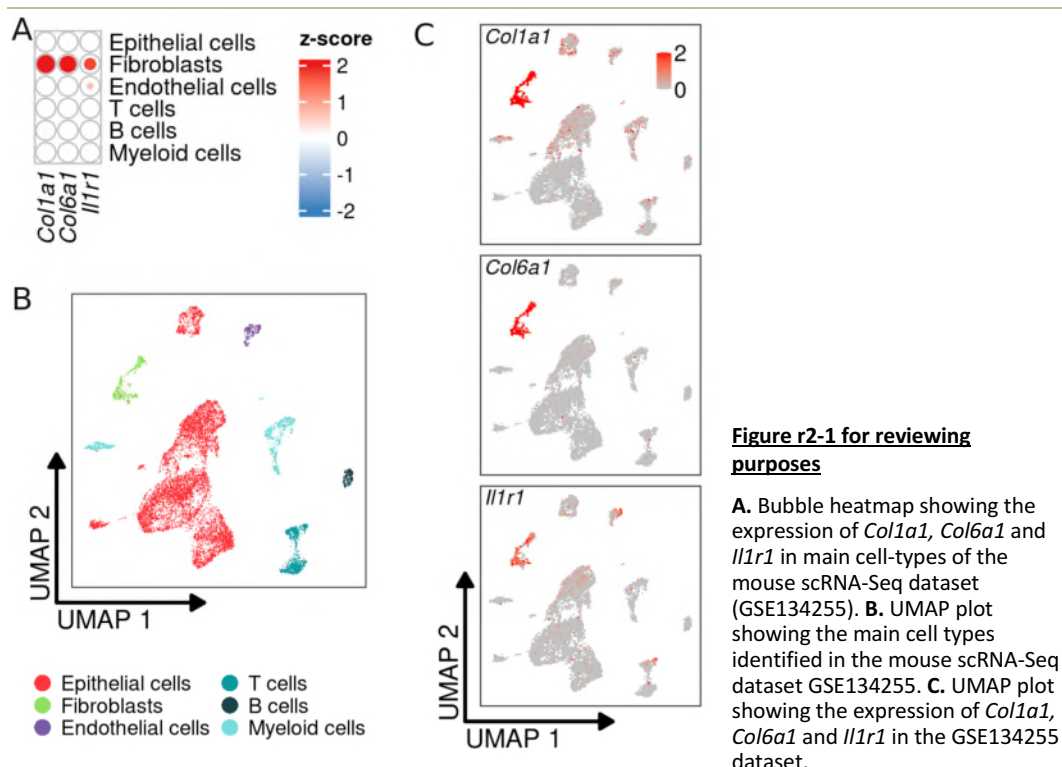 A
Epithelial cells
Fibroblasts
Endothelial cells
T cells
B cells
Myeloid cells
Col1a1
Col6a1
Il1r1
z-score
2
1
0
-1
-2
B
UMAP 2
UMAP 1
Epithelial cells
Fibroblasts
Endothelial cells
T cells
B cells
Myeloid cells
C
Col1a1
2
0
Col6a1
Il1r1
UMAP 2
UMAP 1
Figure r2-1 for reviewing
purposes
A. Bubble heatmap showing the
expression of Col1a1, Col6a1 and
Il1r1 in main cell-types of the
mouse scRNA-Seq dataset
(GSE134255). B. UMAP plot
showing the main cell types
identified in the mouse scRNA-Seq
dataset GSE134255. C. UMAP plot
showing the expression of Col1a1,
Col6a1 and Il1r1 in the GSE134255
dataset.